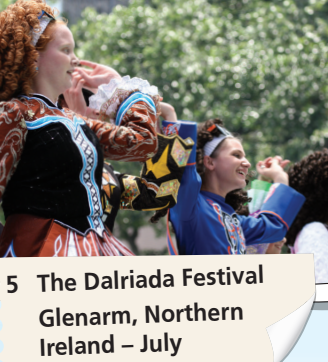 5 The Dalriada Festival
Glenarm, Northern
Ireland – July